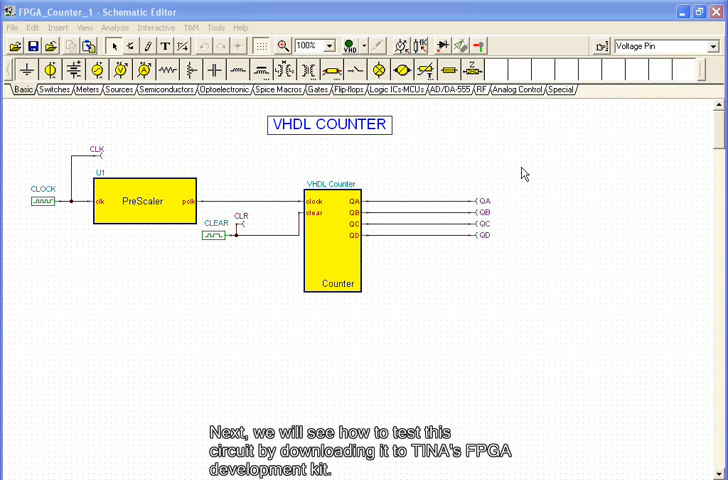 FPGA_Counter_1 - Schematic Editor
File Edit Insert View Analysis Interactive T&M Tools Help
100%
VHD
Voltage Pin
Basic Switches Meters Sources Semiconductors Optoelectronic Spice Macros Gates Flip-flops Logic ICs-MCUs AD/DA-555 RF Analog Control Special
VHDL COUNTER
CLK
U1
CLOCK
clk PreScaler pclk
CLEAR
CLR
VHDL Counter
clock QA QA
clear QB QB
QC QC
QD QD
Counter
Next, we will see how to test this
circuit by downloading it to TINA's FPGA
development kit.